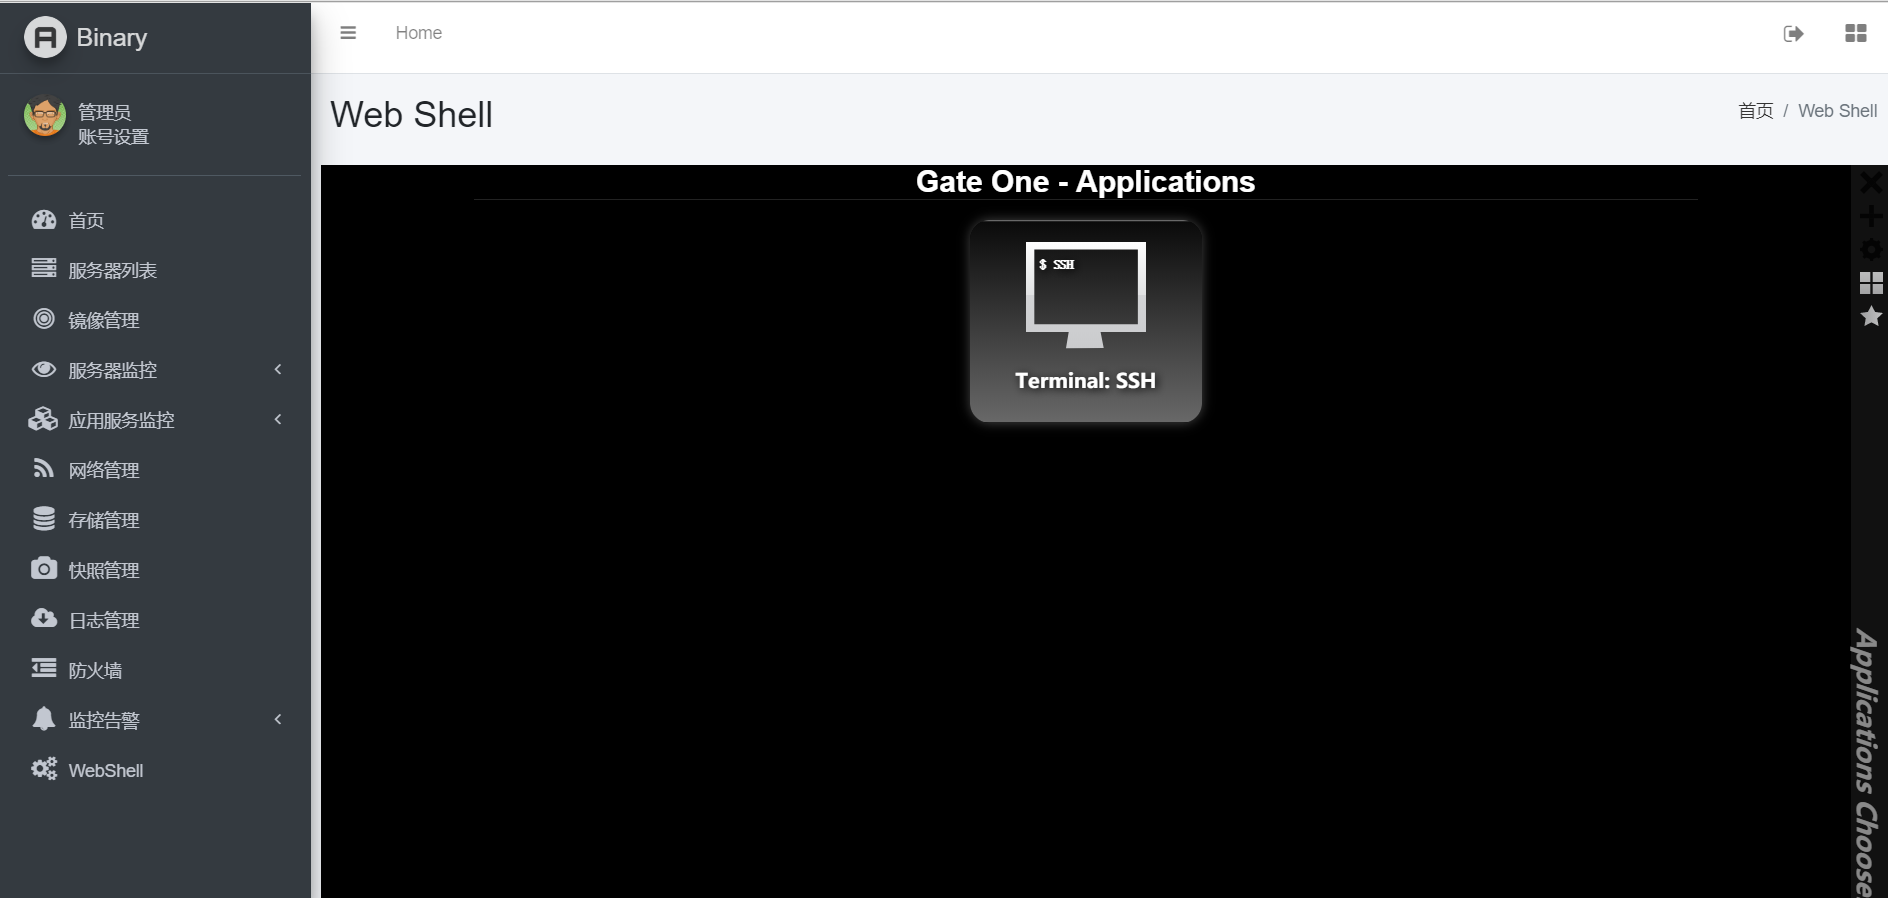 Binary
Home
管理员
账号设置
Web Shell
首页 / Web Shell
首页
服务器列表
镜像管理
服务器监控
应用服务监控
网络管理
存储管理
快照管理
日志管理
防火墙
监控告警
WebShell
Gate One - Applications
$ SSH
Terminal: SSH
Applications Choose